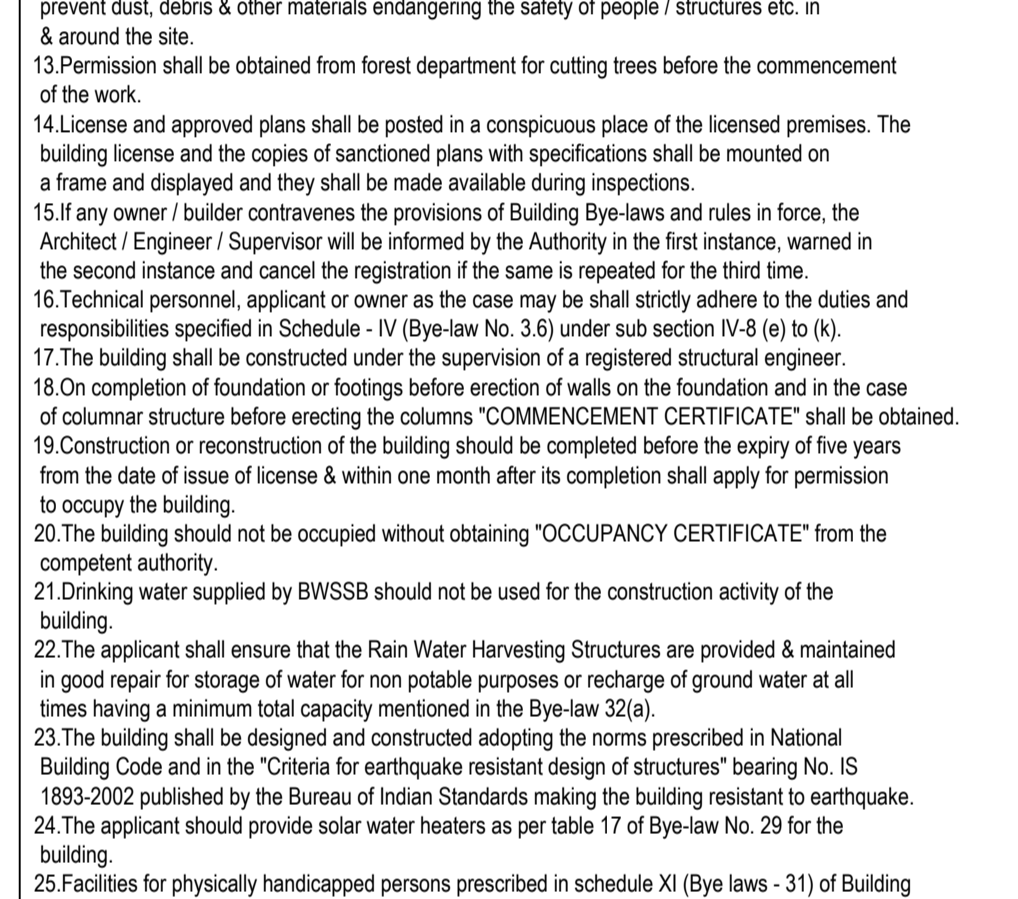 prevent dust, debris & other materials endangering the safety of people / structures etc. in
& around the site.
13.Permission shall be obtained from forest department for cutting trees before the commencement
of the work.
14.License and approved plans shall be posted in a conspicuous place of the licensed premises. The
building license and the copies of sanctioned plans with specifications shall be mounted on
a frame and displayed and they shall be made available during inspections.
15.If any owner / builder contravenes the provisions of Building Bye-laws and rules in force, the
Architect / Engineer / Supervisor will be informed by the Authority in the first instance, warned in
the second instance and cancel the registration if the same is repeated for the third time.
16.Technical personnel, applicant or owner as the case may be shall strictly adhere to the duties and
responsibilities specified in Schedule - IV (Bye-law No. 3.6) under sub section IV-8 (e) to (k).
17.The building shall be constructed under the supervision of a registered structural engineer.
18.On completion of foundation or footings before erection of walls on the foundation and in the case
of columnar structure before erecting the columns "COMMENCEMENT CERTIFICATE" shall be obtained.
19.Construction or reconstruction of the building should be completed before the expiry of five years
from the date of issue of license & within one month after its completion shall apply for permission
to occupy the building.
20.The building should not be occupied without obtaining "OCCUPANCY CERTIFICATE" from the
competent authority.
21.Drinking water supplied by BWSSB should not be used for the construction activity of the
building.
22.The applicant shall ensure that the Rain Water Harvesting Structures are provided & maintained
in good repair for storage of water for non potable purposes or recharge of ground water at all
times having a minimum total capacity mentioned in the Bye-law 32(a).
23.The building shall be designed and constructed adopting the norms prescribed in National
Building Code and in the "Criteria for earthquake resistant design of structures" bearing No. IS
1893-2002 published by the Bureau of Indian Standards making the building resistant to earthquake.
24.The applicant should provide solar water heaters as per table 17 of Bye-law No. 29 for the
building.
25.Facilities for physically handicapped persons prescribed in schedule XI (Bye laws - 31) of Building